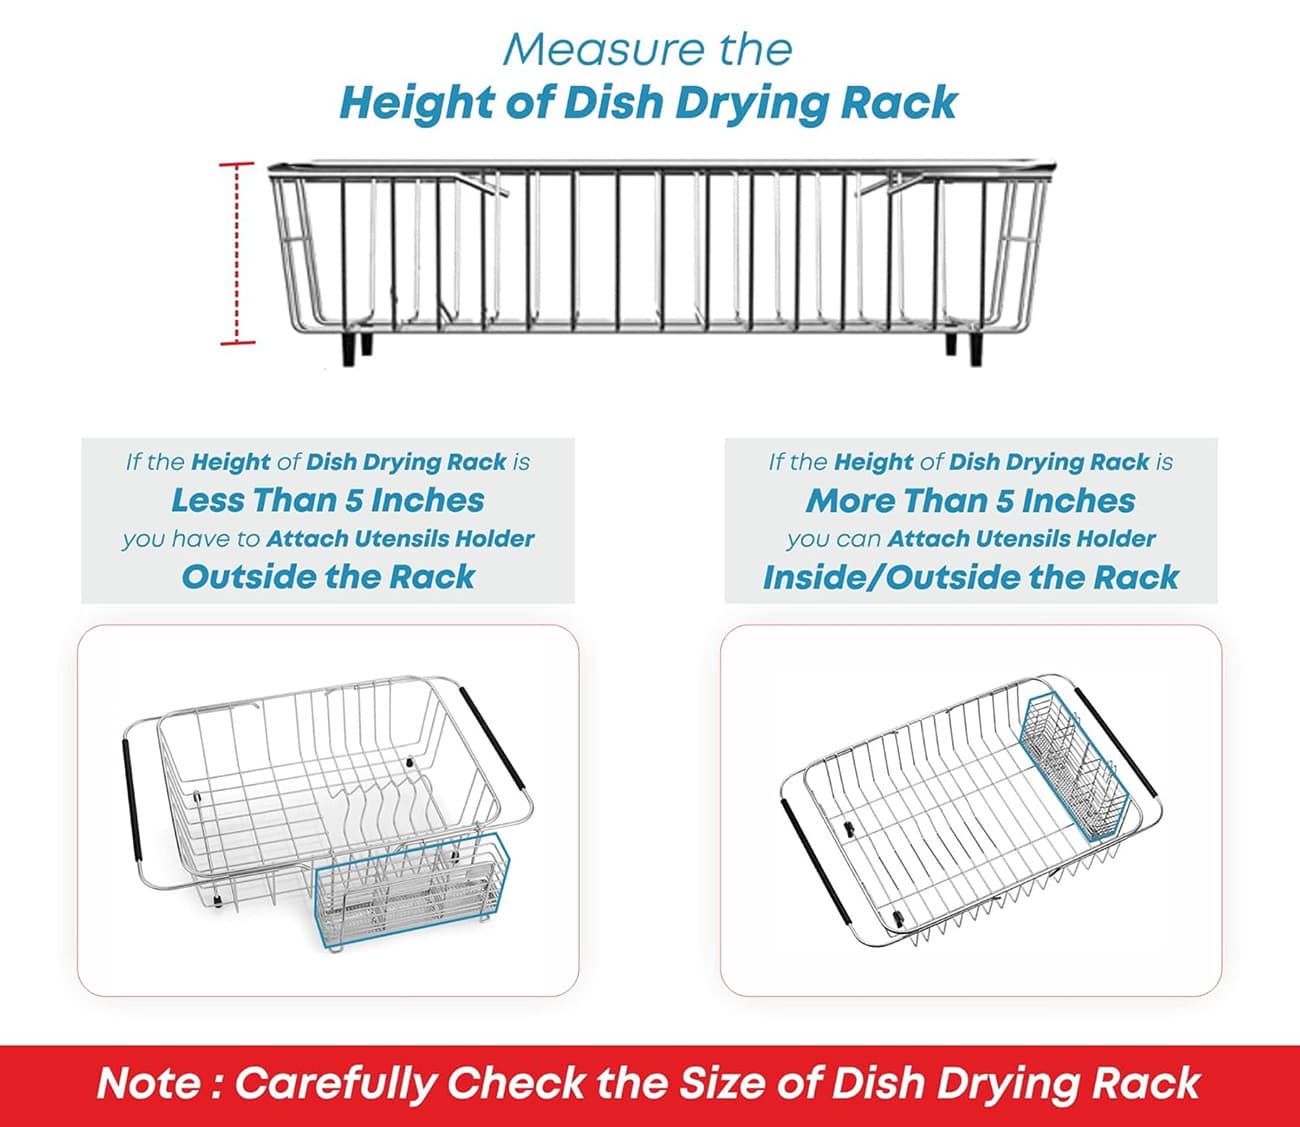 Measure the
Height of Dish Drying Rack
If the Height of Dish Drying Rack is
Less Than 5 Inches
you have to Attach Utensils Holder
Outside the Rack
If the Height of Dish Drying Rack is
More Than 5 Inches
you can Attach Utensils Holder
Inside/Outside the Rack
Note : Carefully Check the Size of Dish Drying Rack